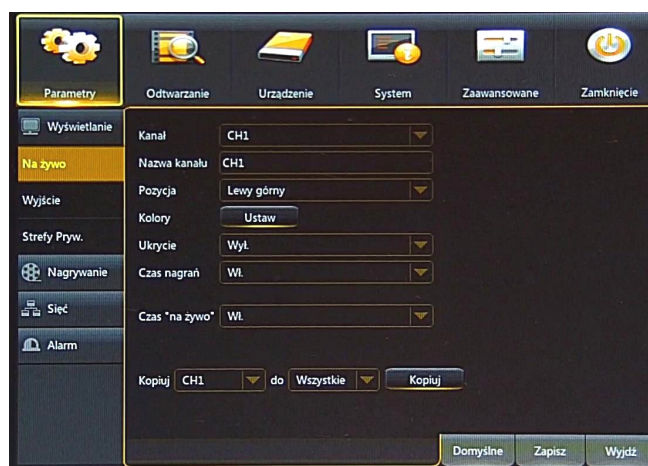 Parametry
Odtwarzanie
Urządzenie
System
Zaawansowane
Zamknięcie
Wyświetlanie
Na żywo
Wyjście
Strefy Pryw.
Nagrywanie
Sięć
Alarm
Kanał CH1
Nazwa kanału CH1
Pozycja Lewy górny
Kolory Ustaw
Ukrycie Wył.
Czas nagrań Wł.
Czas "na żywo" Wł.
Kopiuj CH1 do Wszystkie Kopiuj
Domyślne Zapisz Wyjdź